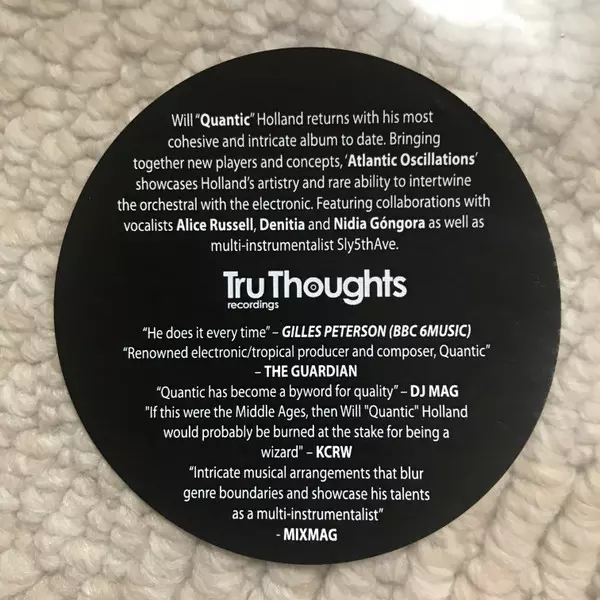 Will “Quantic” Holland returns with his most
cohesive and intricate album to date. Bringing
together new players and concepts, ‘Atlantic Oscillations’
showcases Holland's artistry and rare ability to intertwine
the orchestral with the electronic. Featuring collaborations with
vocalists Alice Russell, Denitia and Nidia Góngora as well as
multi-instrumentalist Sly5thAve.
Tru Thoughts
recordings
“He does it every time” – GILLES PETERSON (BBC 6MUSIC)
“Renowned electronic/tropical producer and composer, Quantic”
– THE GUARDIAN
“Quantic has become a byword for quality” – DJ MAG
"If this were the Middle Ages, then Will "Quantic" Holland
would probably be burned at the stake for being a
wizard" – KCRW
“Intricate musical arrangements that blur
genre boundaries and showcase his talents
as a multi-instrumentalist”
- MIXMAG